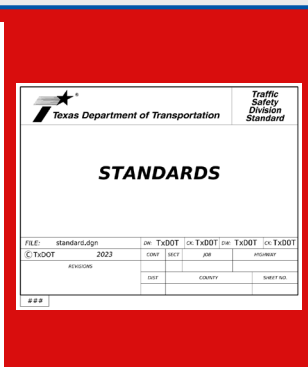 Texas Department of Transportation
Traffic
Safety
Division
Standard
STANDARDS
FILE: standard.dgn DN: TxDOT CK: TxDOT DW: TxDOT CK: TxDOT
© TxDOT 2023 CONT SECT JOB HIGHWAY
REVISIONS
DIST COUNTY SHEET NO.
###